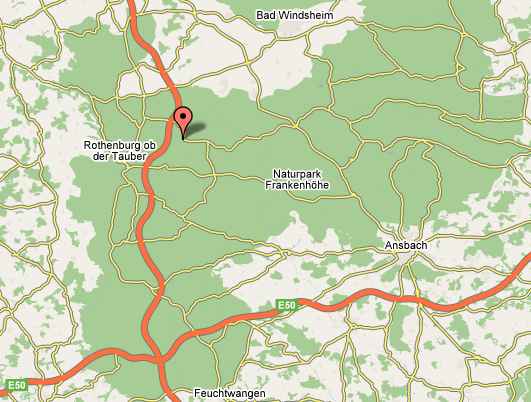 Bad Windsheim
Rothenburg ob
der Tauber
Naturpark
Frankenhöhe
Ansbach
E50
E50
Feuchtwangen